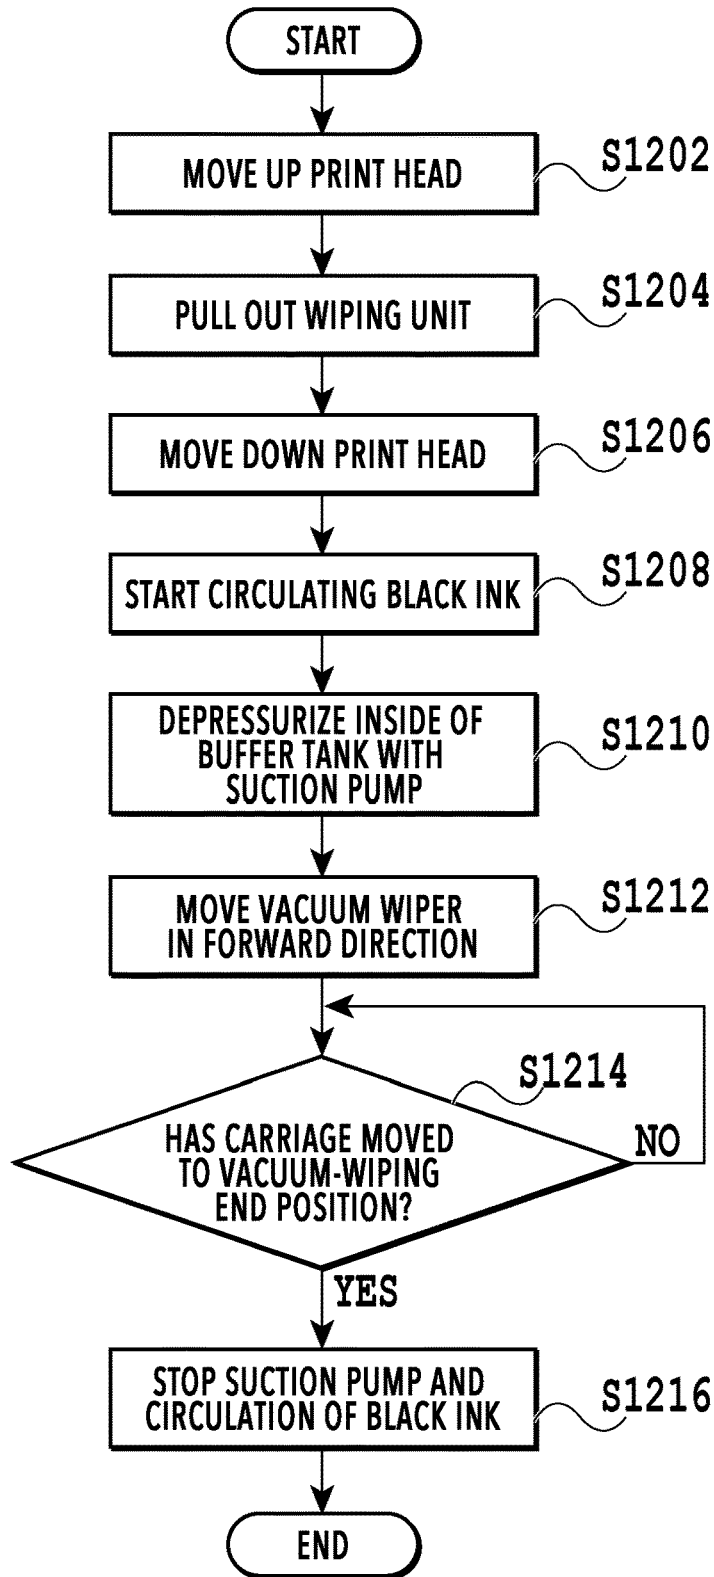 START
MOVE UP PRINT HEAD
S1202
PULL OUT WIPING UNIT
S1204
MOVE DOWN PRINT HEAD
S1206
START CIRCULATING BLACK INK
S1208
DEPRESSURIZE INSIDE OF
BUFFER TANK WITH
SUCTION PUMP
S1210
MOVE VACUUM WIPER
IN FORWARD DIRECTION
S1212
S1214
HAS CARRIAGE MOVED
TO VACUUM-WIPING
END POSITION?
NO
YES
STOP SUCTION PUMP AND
CIRCULATION OF BLACK INK
S1216
END